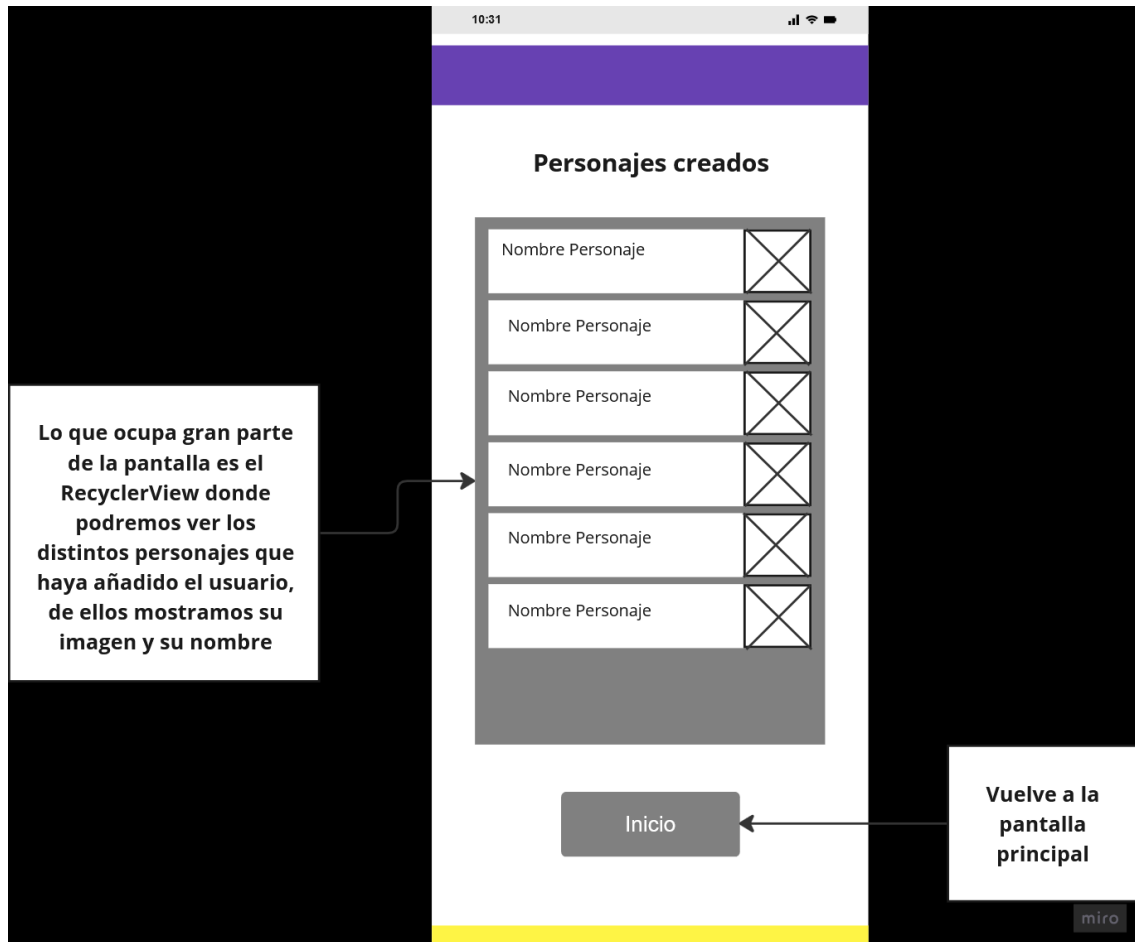 10:31
Personajes creados
Nombre Personaje
Nombre Personaje
Nombre Personaje
Nombre Personaje
Nombre Personaje
Nombre Personaje
Lo que ocupa gran parte
de la pantalla es el
RecyclerView donde
podremos ver los
distintos personajes que
haya añadido el usuario,
de ellos mostramos su
imagen y su nombre
Inicio
Vuelve a la
pantalla
principal
miro